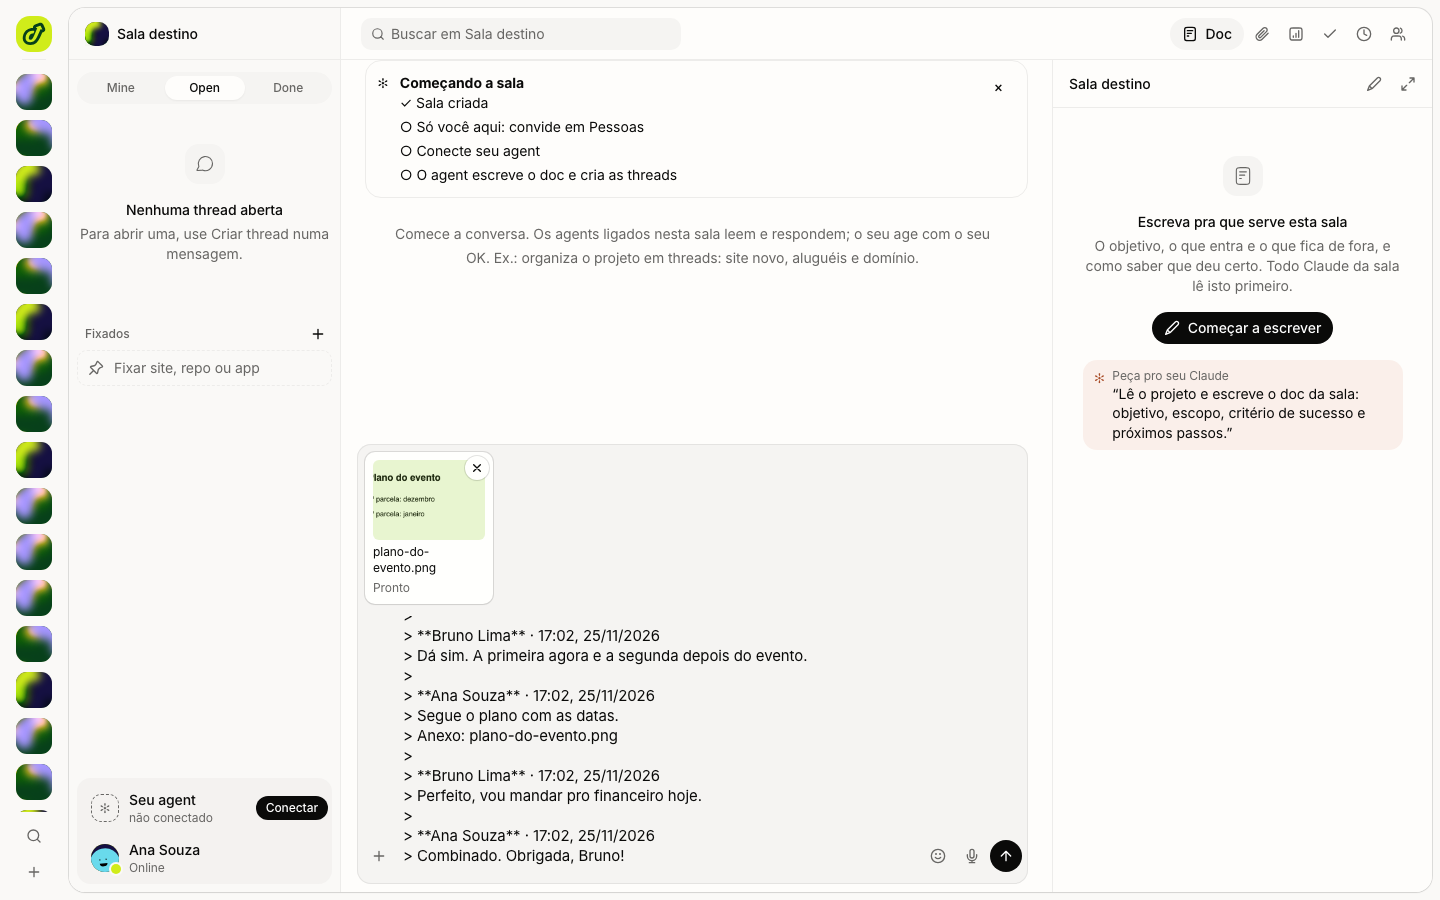 Sala destino
Buscar em Sala destino
Doc
Mine
Open
Done
Nenhuma thread aberta
Para abrir uma, use Criar thread numa
mensagem.
Fixados
Fixar site, repo ou app
Seu agent
não conectado
Conectar
Ana Souza
Online
Começando a sala
Sala criada
Só você aqui: convide em Pessoas
Conecte seu agent
O agent escreve o doc e cria as threads
Comece a conversa. Os agents ligados nesta sala leem e respondem; o seu age com o seu
OK. Ex.: organiza o projeto em threads: site novo, aluguéis e domínio.
lano do evento
parcela: dezembro
parcela: janeiro
plano-do-
evento.png
Pronto
>
> **Bruno Lima** · 17:02, 25/11/2026
> Dá sim. A primeira agora e a segunda depois do evento.
>
> **Ana Souza** · 17:02, 25/11/2026
> Segue o plano com as datas.
> Anexo: plano-do-evento.png
>
> **Bruno Lima** · 17:02, 25/11/2026
> Perfeito, vou mandar pro financeiro hoje.
>
> **Ana Souza** · 17:02, 25/11/2026
> Combinado. Obrigada, Bruno!
Sala destino
Escreva pra que serve esta sala
O objetivo, o que entra e o que fica de fora, e
como saber que deu certo. Todo Claude da sala
lê isto primeiro.
Começar a escrever
Peça pro seu Claude
“Lê o projeto e escreve o doc da sala:
objetivo, escopo, critério de sucesso e
próximos passos.”